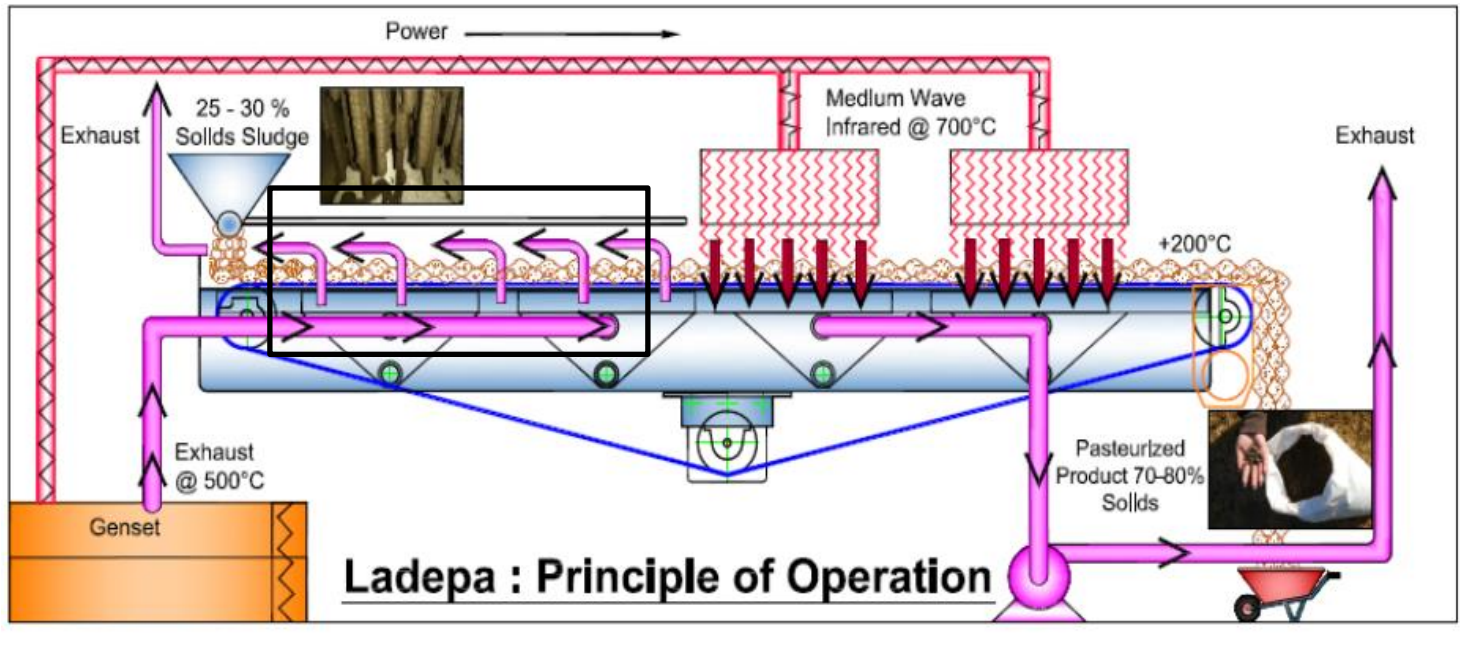 Power
Exhaust
25 - 30 %
Solids Sludge
Medium Wave
Infrared @ 700°C
Exhaust
+200°C
Exhaust
@ 500°C
Genset
Pasteurized
Product 70-80%
Solids
Ladepa : Principle of Operation